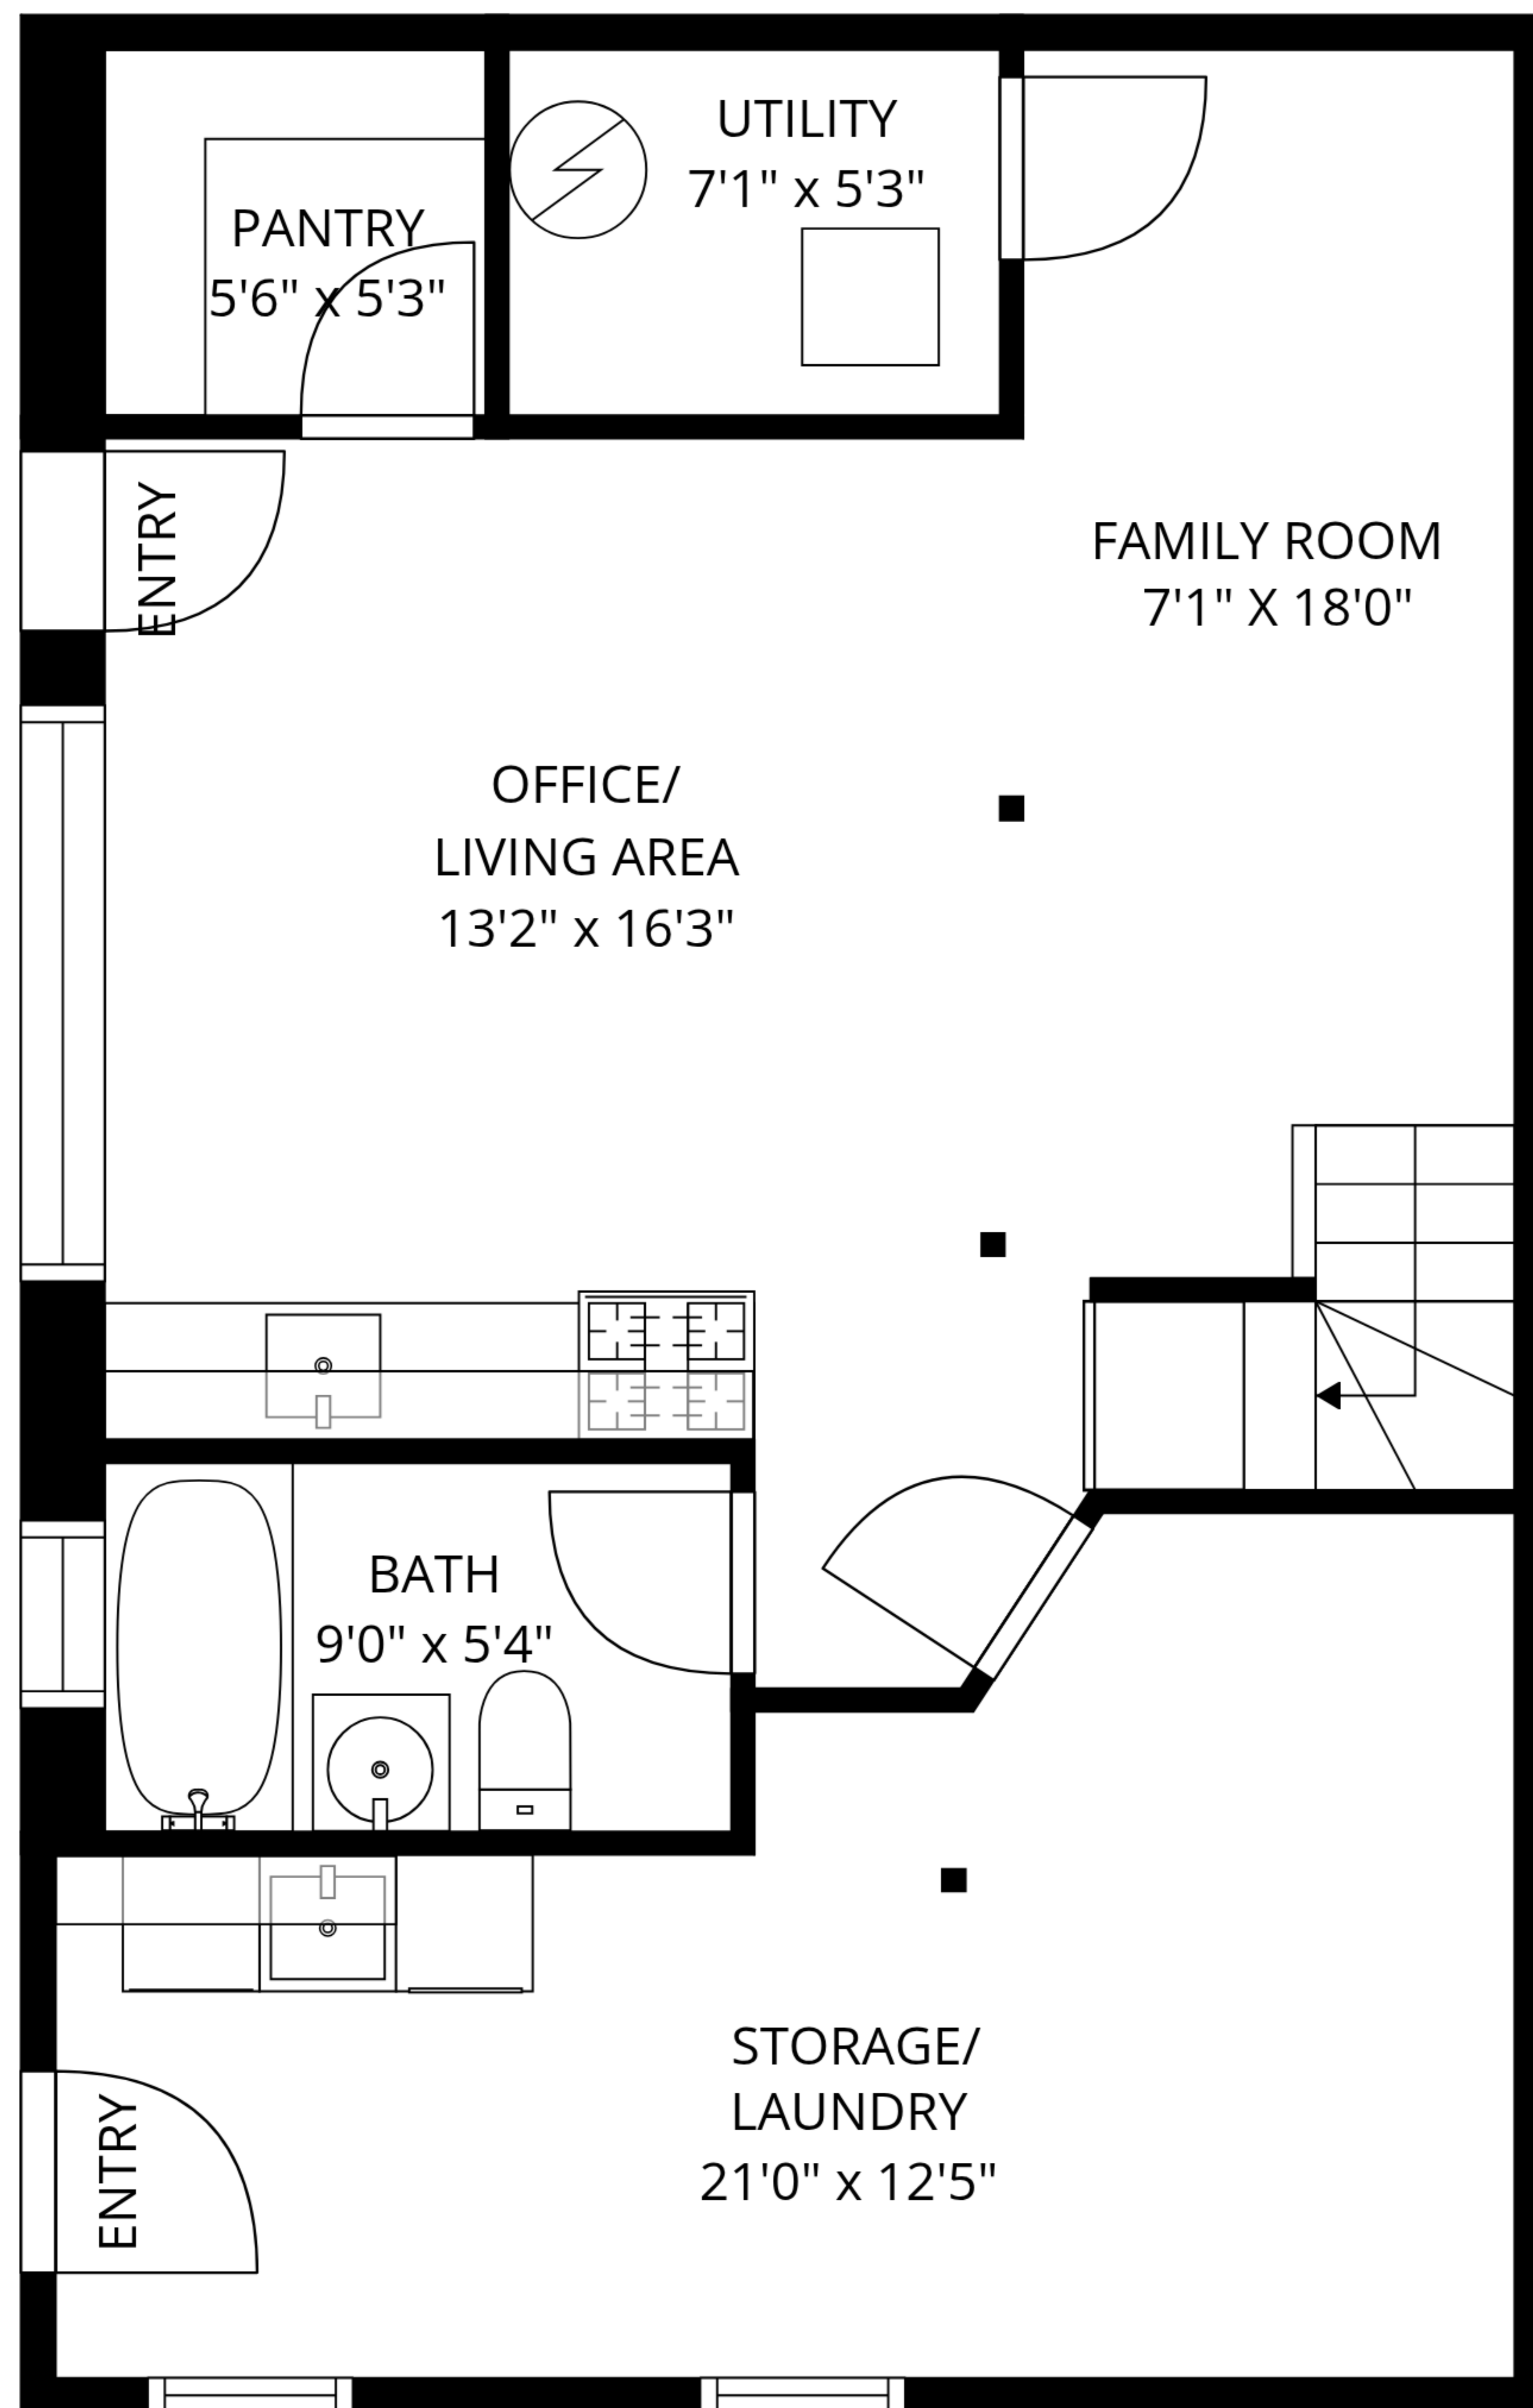 UTILITY
7'1" x 5'3"
PANTRY
5'6" x 5'3"
ENTRY
FAMILY ROOM
7'1" X 18'0"
OFFICE/
LIVING AREA
13'2" x 16'3"
BATH
9'0" x 5'4"
STORAGE/
LAUNDRY
21'0" x 12'5"
ENTRY